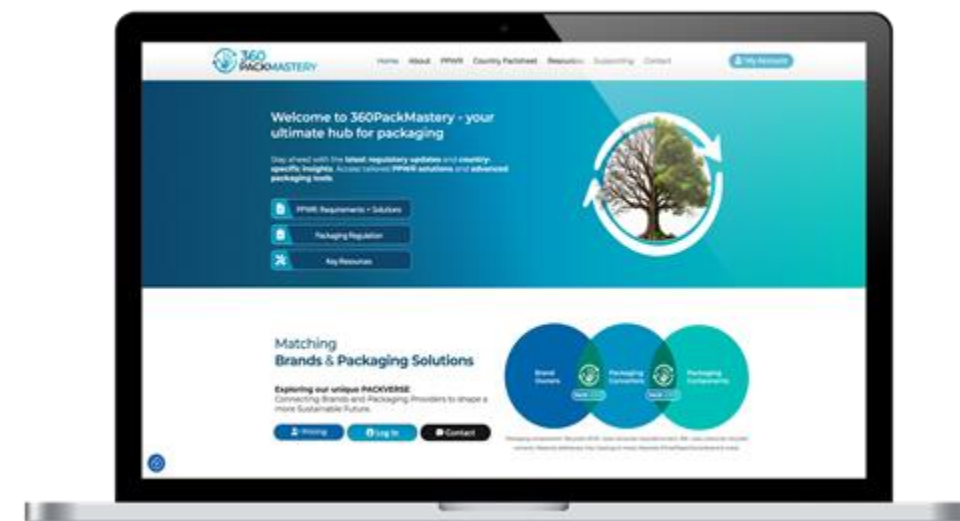 360
PACKMASTERY
Home About PPWR Country Factsheet Resources Supporting Contact
My Account
Welcome to 360PackMastery - your
ultimate hub for packaging
Stay ahead with the latest regulatory updates and country-
specific insights. Access tailored PPWR solutions and advanced
packaging tools.
PPWR Requirements + Solutions
Packaging Regulation
Key Resources
Matching
Brands & Packaging Solutions
Exploring our unique PACKVERSE
Connecting Brands and Packaging Providers to shape a
more Sustainable Future.
Pricing
Log In
Contact
Brand
Owners
Packaging
Converters
Packaging
Components